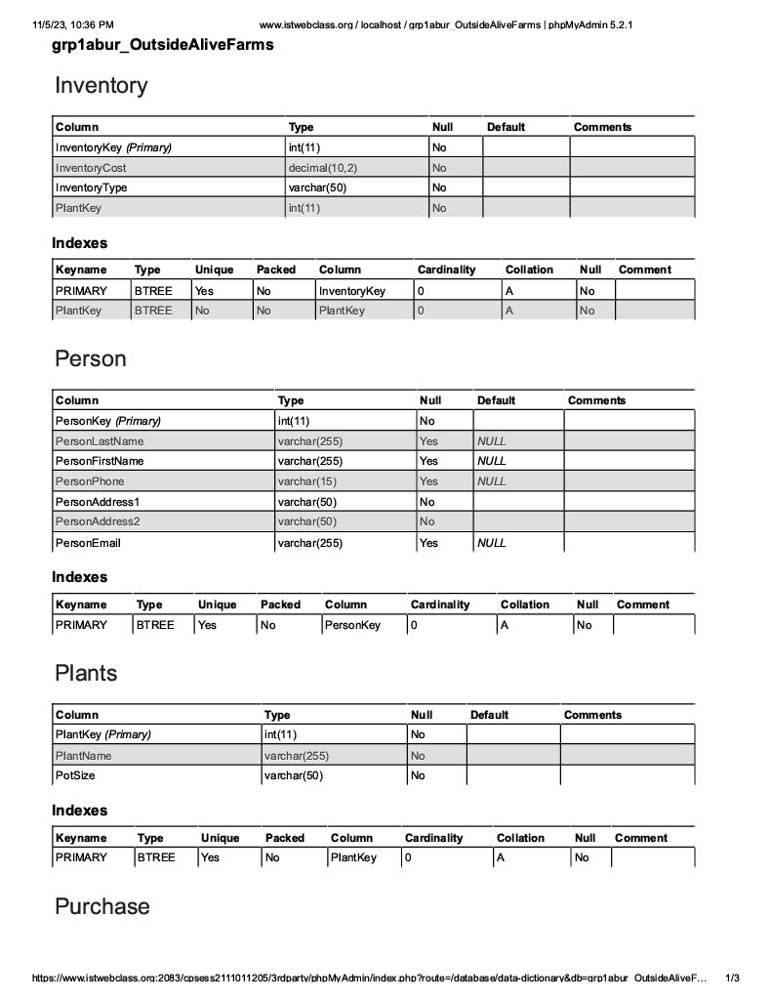 11/5/23, 10:36 PM www.istwebclass.org / localhost / grp1abur_OutsideAliveFarms | phpMyAdmin 5.2.1
grp1abur_OutsideAliveFarms
Inventory
Column Type Null Default Comments
InventoryKey (Primary) int(11) No
InventoryCost decimal(10,2) No
InventoryType varchar(50) No
PlantKey int(11) No
Indexes
Keyname Type Unique Packed Column Cardinality Collation Null Comment
PRIMARY BTREE Yes No InventoryKey 0 A No
PlantKey BTREE No No PlantKey 0 A No
Person
Column Type Null Default Comments
PersonKey (Primary) int(11) No
PersonLastName varchar(255) Yes NULL
PersonFirstName varchar(255) Yes NULL
PersonPhone varchar(15) Yes NULL
PersonAddress1 varchar(50) No
PersonAddress2 varchar(50) No
PersonEmail varchar(255) Yes NULL
Indexes
Keyname Type Unique Packed Column Cardinality Collation Null Comment
PRIMARY BTREE Yes No PersonKey 0 A No
Plants
Column Type Null Default Comments
PlantKey (Primary) int(11) No
PlantName varchar(255) No
PotSize varchar(50) No
Indexes
Keyname Type Unique Packed Column Cardinality Collation Null Comment
PRIMARY BTREE Yes No PlantKey 0 A No
Purchase
https://www.istwebclass.org:2083/cpsess2111011205/3rdparty/phpMyAdmin/index.php?route=/database/data-dictionary&db=grp1abur_OutsideAliveF… 1/3